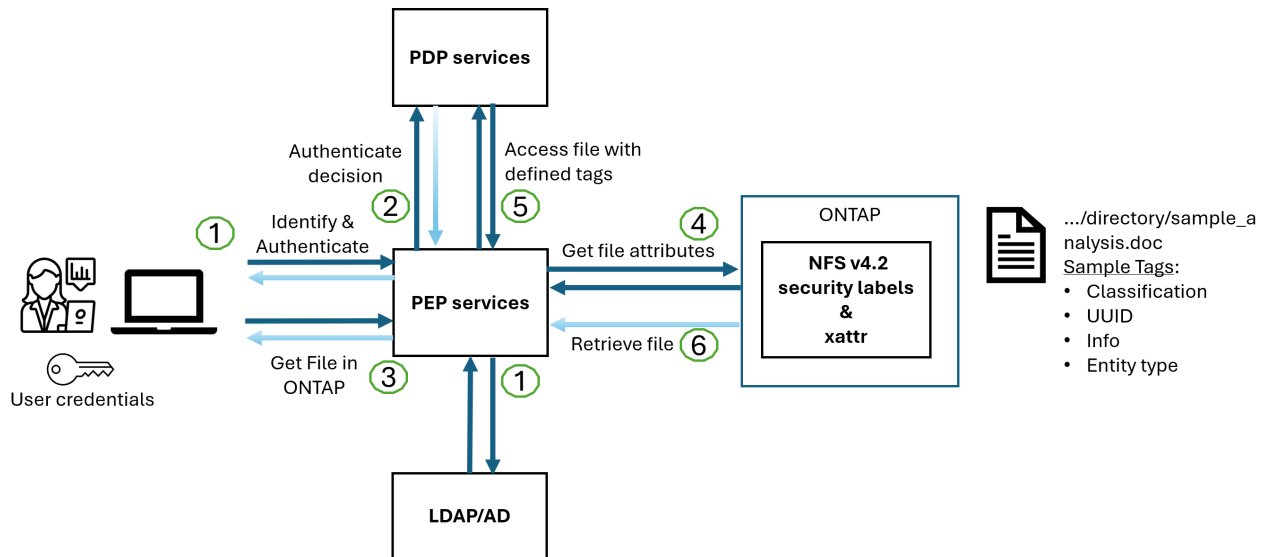 PDP services
Authenticate
decision
2
Access file with
defined tags
5
1
Identify &
Authenticate
PEP services
Get File in
ONTAP
3
User credentials
1
LDAP/AD
4
Get file attributes
Retrieve file
6
ONTAP
NFS v4.2
security labels
&
xattr
.../directory/sample_a
nalysis.doc
Sample Tags:
• Classification
• UUID
• Info
• Entity type